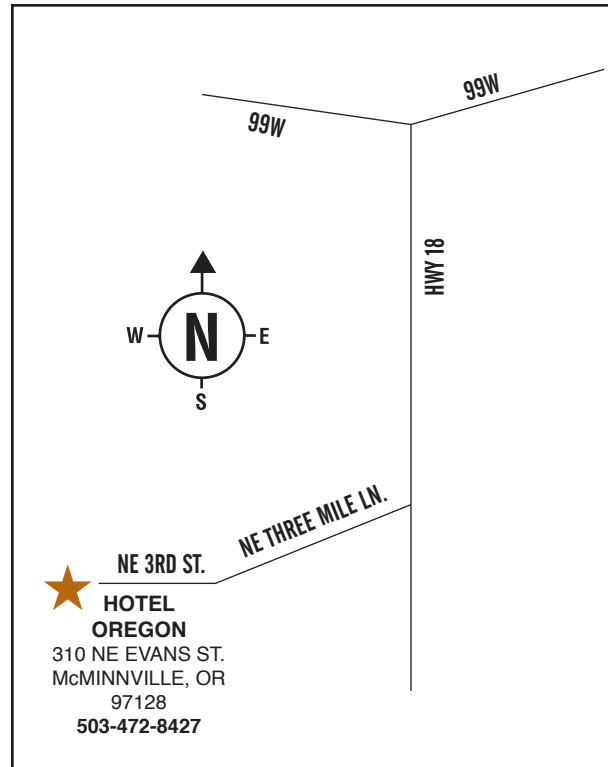 99W
99W
HWY 18
N
W
E
S
NE THREE MILE LN.
NE 3RD ST.
HOTEL
OREGON
310 NE EVANS ST.
McMINNVILLE, OR
97128
503-472-8427